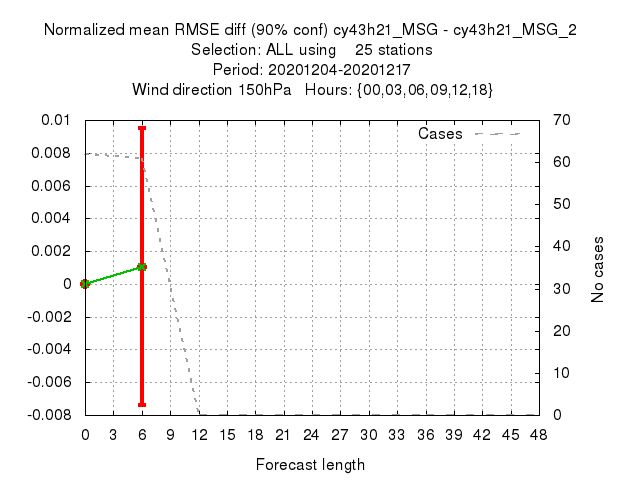 Normalized mean RMSE diff (90% conf) cy43h21_MSG - cy43h21_MSG_2
Selection: ALL using    25 stations
Period: 20201204-20201217
Wind direction 150hPa   Hours: {00,03,06,09,12,18}
Cases
0.01
0.008
0.006
0.004
0.002
0
-0.002
-0.004
-0.006
-0.008
70
60
50
40
30
20
10
0
No cases
0 3 6 9 12 15 18 21 24 27 30 33 36 39 42 45 48
Forecast length